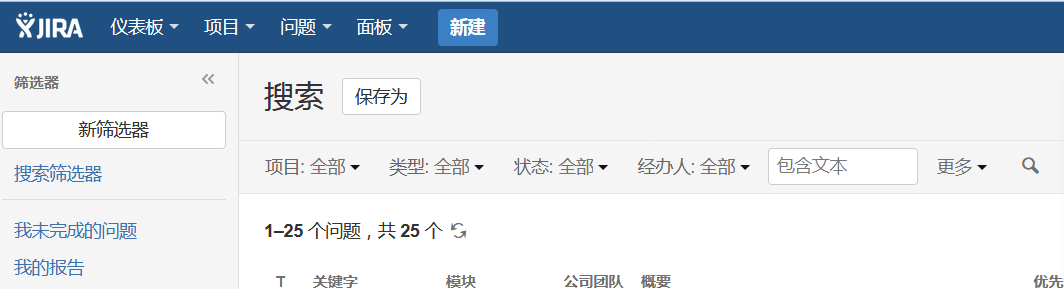 JIRA 仪表板 项目 问题 面板 新建
筛选器
搜索 保存为
新筛选器
项目: 全部 类型: 全部 状态: 全部 经办人: 全部 包含文本 更多
搜索筛选器
我未完成的问题
1–25 个问题，共 25 个
我的报告
T 关键字 模块 公司团队 概要 优先